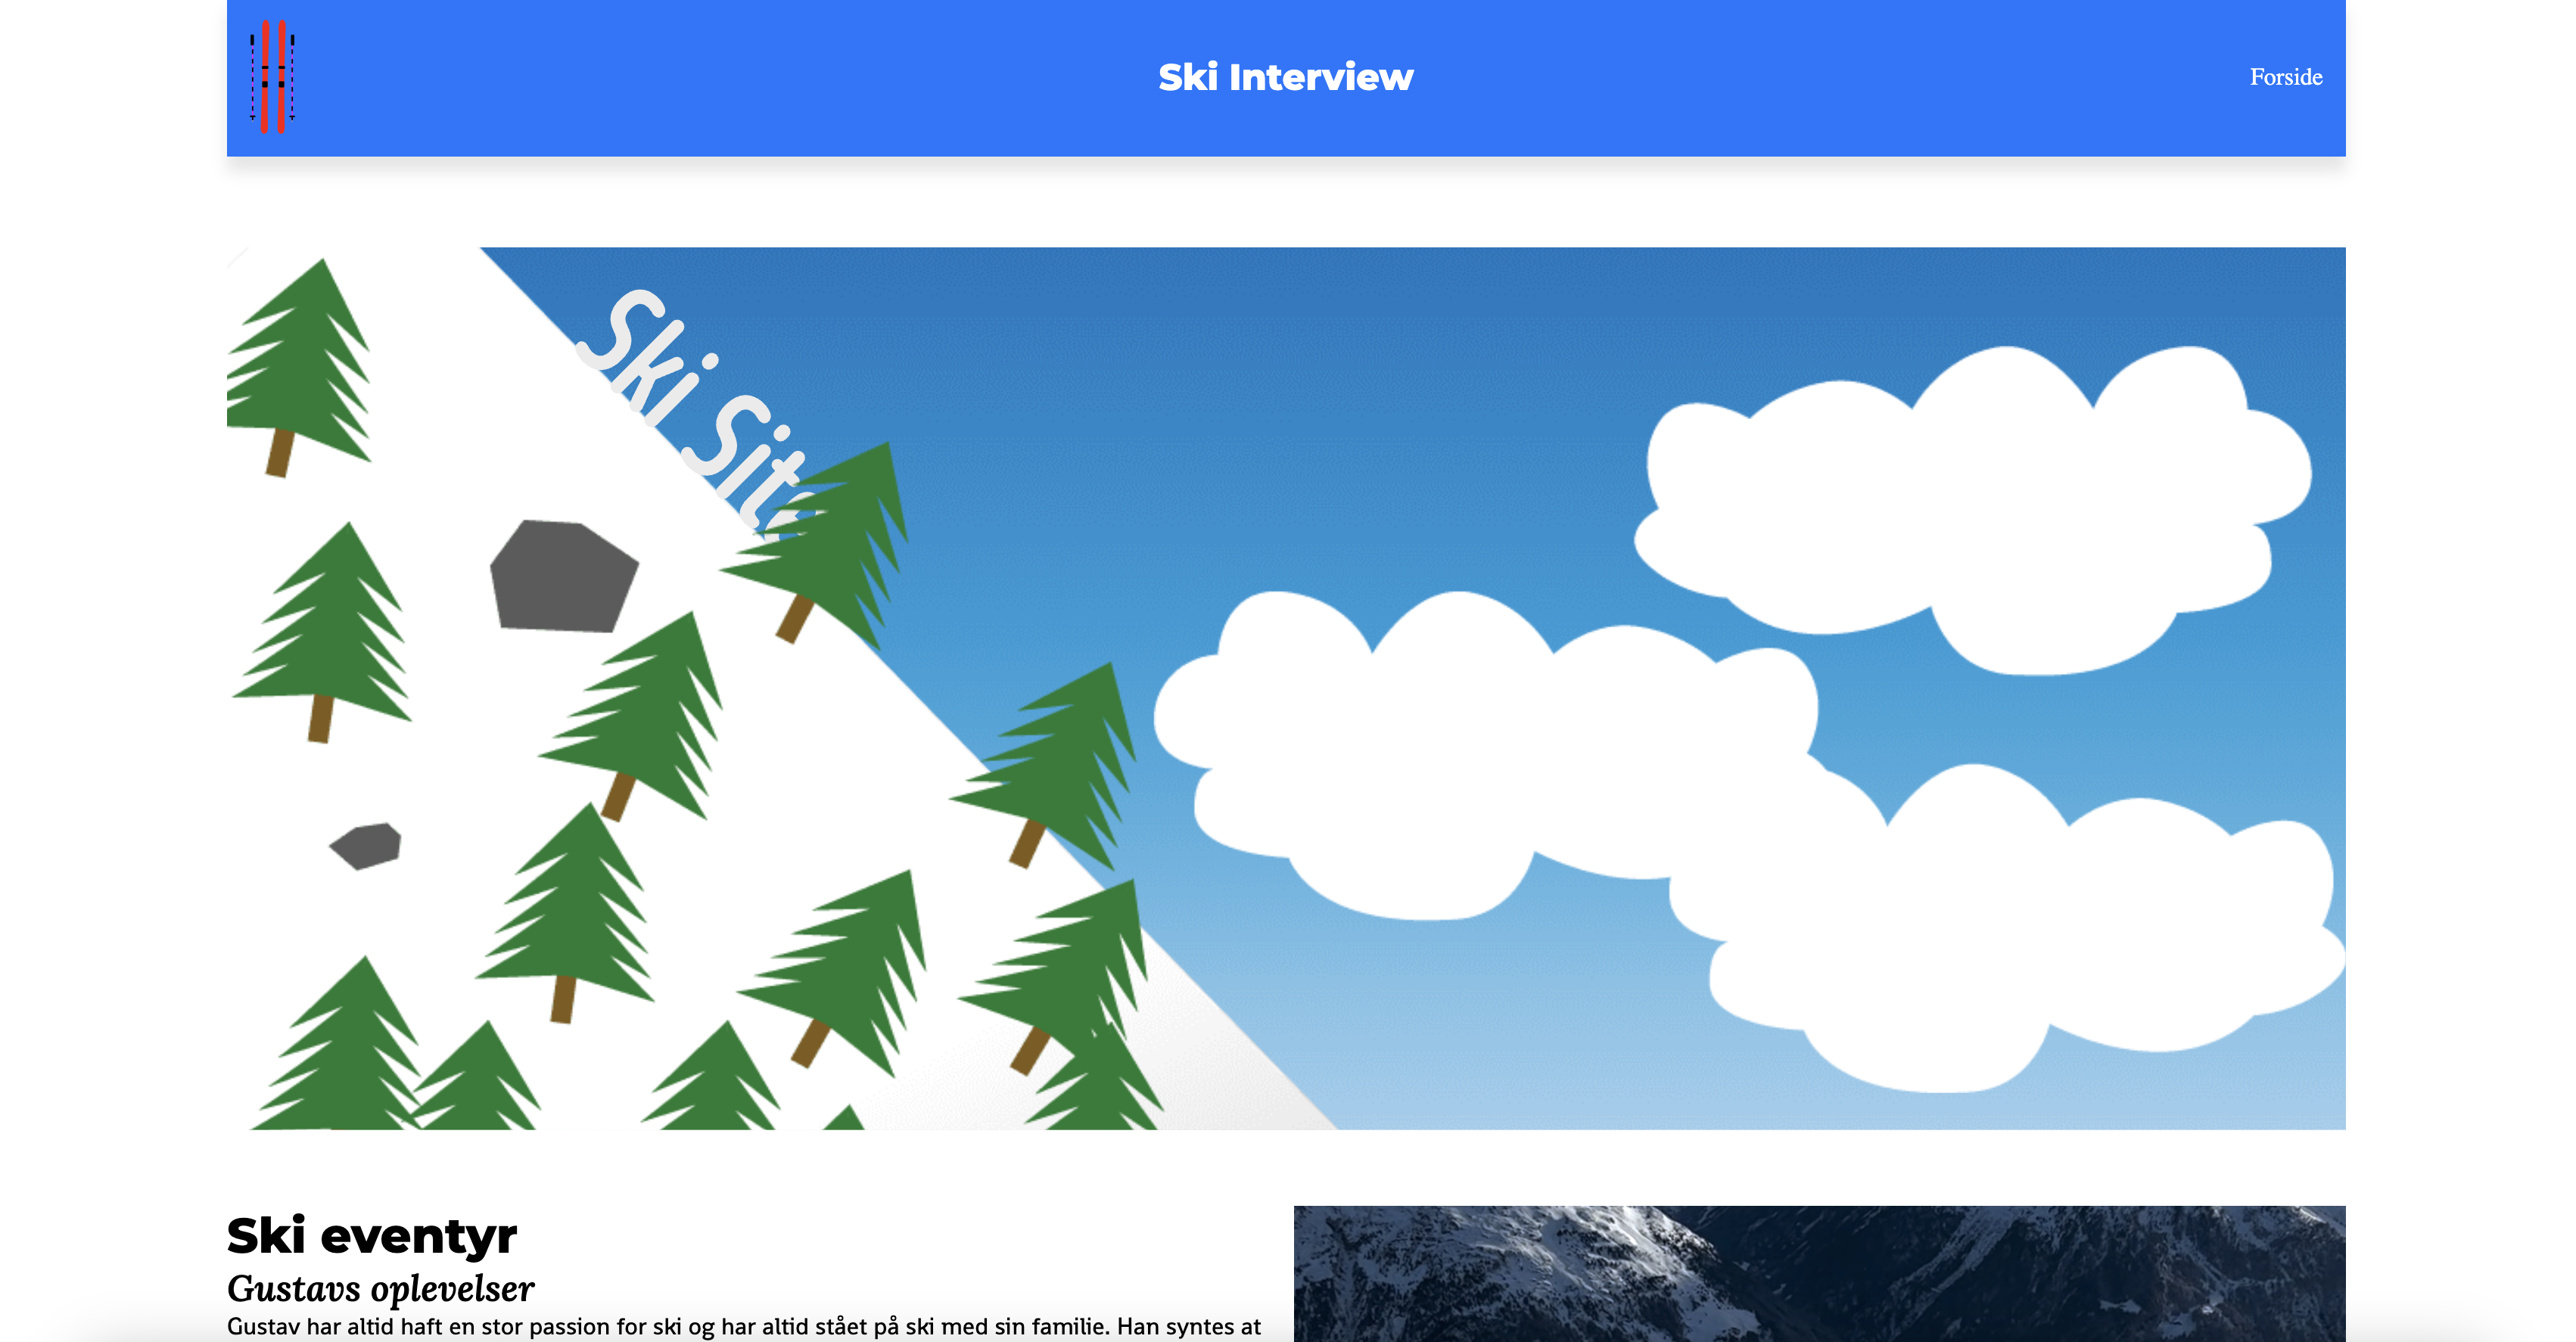 Ski Interview
Forside
Ski Site
Ski eventyr
Gustavs oplevelser
Gustav har altid haft en stor passion for ski og har altid stået på ski med sin familie. Han syntes at